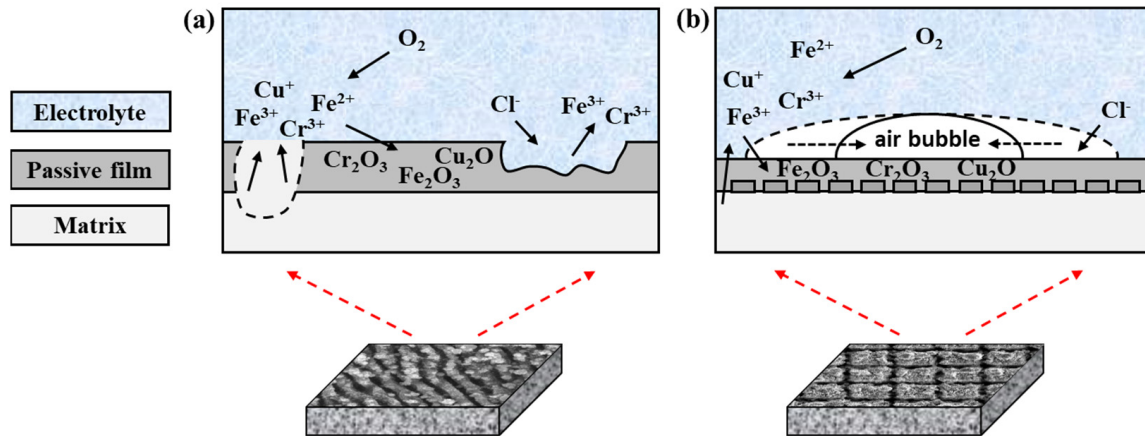 (a)
(b)
Electrolyte
Passive film
Matrix
O₂
Cu⁺
Fe³⁺
Cr³⁺
Fe²⁺
Cl⁻
Fe³⁺
Cr³⁺
Cr₂O₃
Fe₂O₃
Cu₂O
Fe²⁺
O₂
Cu⁺
Fe³⁺
Cr³⁺
Cl⁻
air bubble
Fe₂O₃
Cr₂O₃
Cu₂O